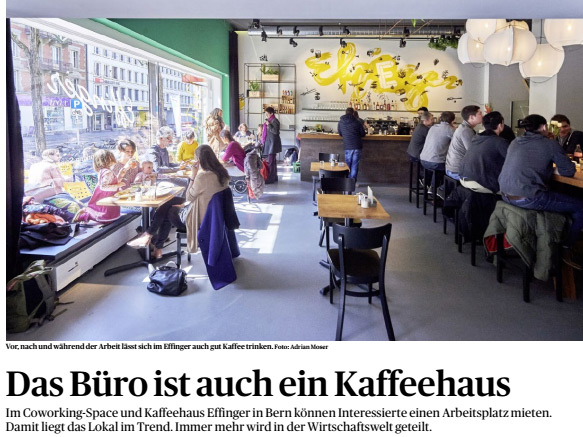 Effinger
Effinger
Vor, nach und während der Arbeit lässt sich im Effinger auch gut Kaffee trinken. Foto: Adrian Moser
Das Büro ist auch ein Kaffeehaus
Im Coworking-Space und Kaffeehaus Effinger in Bern können Interessierte einen Arbeitsplatz mieten.
Damit liegt das Lokal im Trend. Immer mehr wird in der Wirtschaftswelt geteilt.